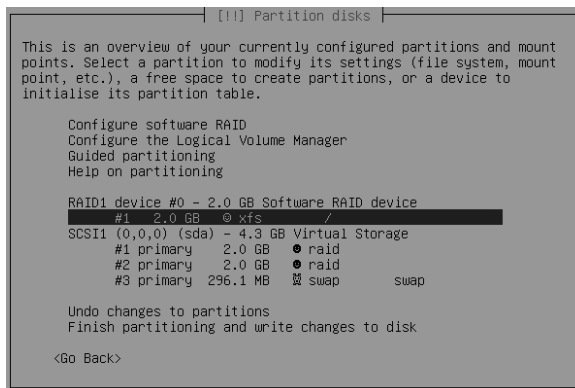 [!!] Partition disks
This is an overview of your currently configured partitions and mount
points. Select a partition to modify its settings (file system, mount
point, etc.), a free space to create partitions, or a device to
initialise its partition table.
Configure software RAID
Configure the Logical Volume Manager
Guided partitioning
Help on partitioning
RAID1 device #0 - 2.0 GB Software RAID device
#1 2.0 GB ☺ xfs /
SCSI1 (0,0,0) (sda) - 4.3 GB Virtual Storage
#1 primary 2.0 GB ☻ raid
#2 primary 2.0 GB ☻ raid
#3 primary 296.1 MB swap swap
Undo changes to partitions
Finish partitioning and write changes to disk
<Go Back>